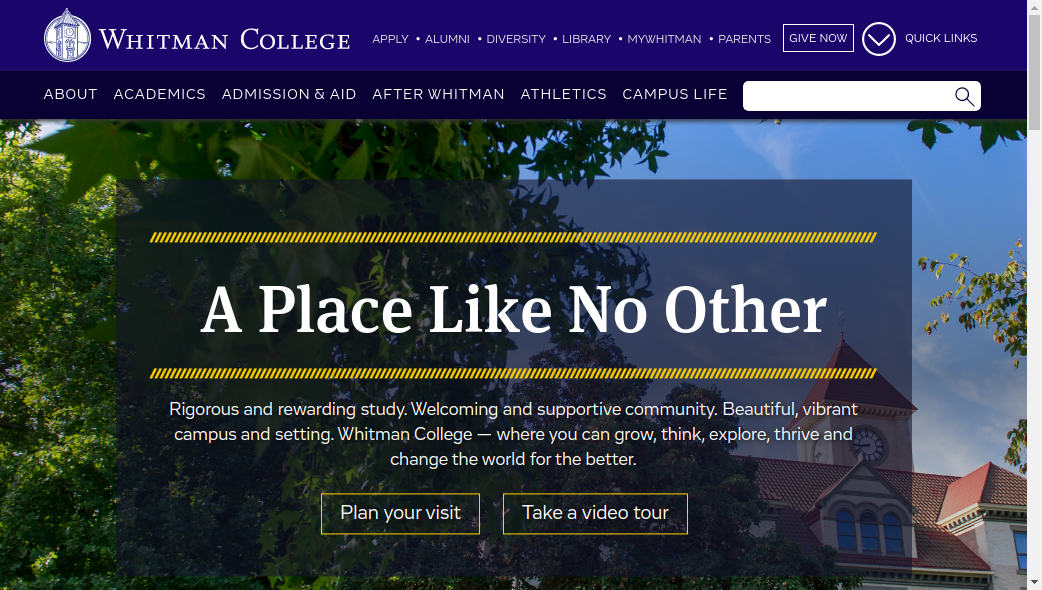 WHITMAN COLLEGE
APPLY • ALUMNI • DIVERSITY • LIBRARY • MYWHITMAN • PARENTS
GIVE NOW
QUICK LINKS
ABOUT ACADEMICS ADMISSION & AID AFTER WHITMAN ATHLETICS CAMPUS LIFE
A Place Like No Other
Rigorous and rewarding study. Welcoming and supportive community. Beautiful, vibrant
campus and setting. Whitman College — where you can grow, think, explore, thrive and
change the world for the better.
Plan your visit
Take a video tour